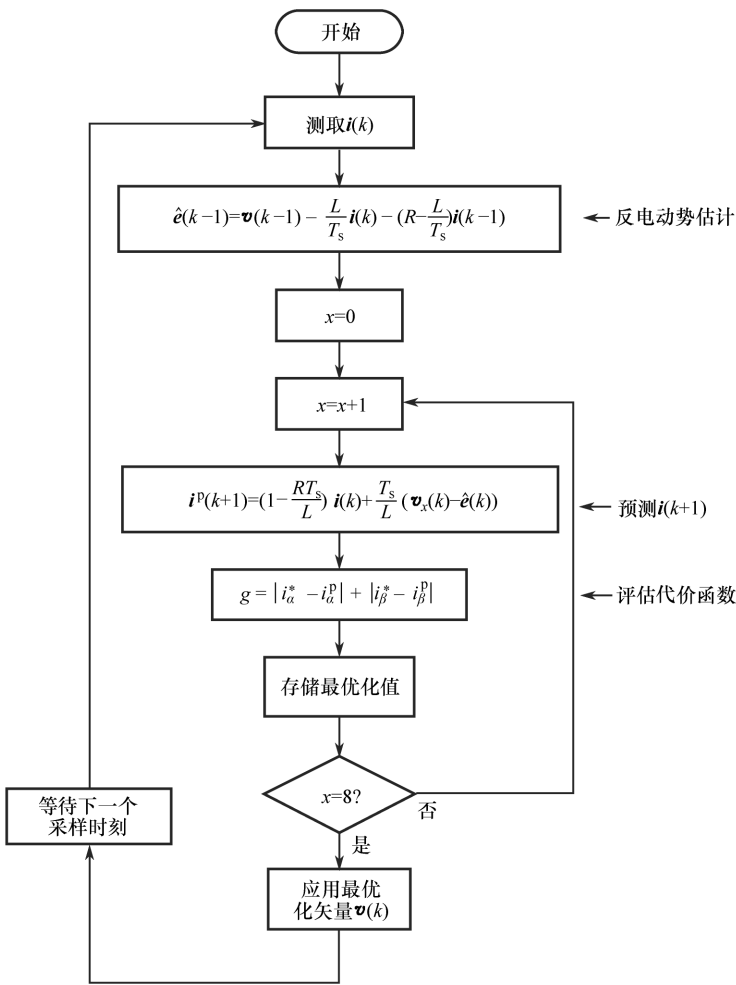 开始
测取i(k)
ê(k−1)=v(k−1) − L/Ts i(k) − (R−L/Ts)i(k−1)
反电动势估计
x=0
x=x+1
i^p(k+1)=(1−RTs/L) i(k)+Ts/L (v_x(k)−ê(k))
预测i(k+1)
g = |i*_α − i^p_α| + |i*_β − i^p_β|
评估代价函数
存储最优化值
x=8?
否
是
等待下一个
采样时刻
应用最优
化矢量v(k)